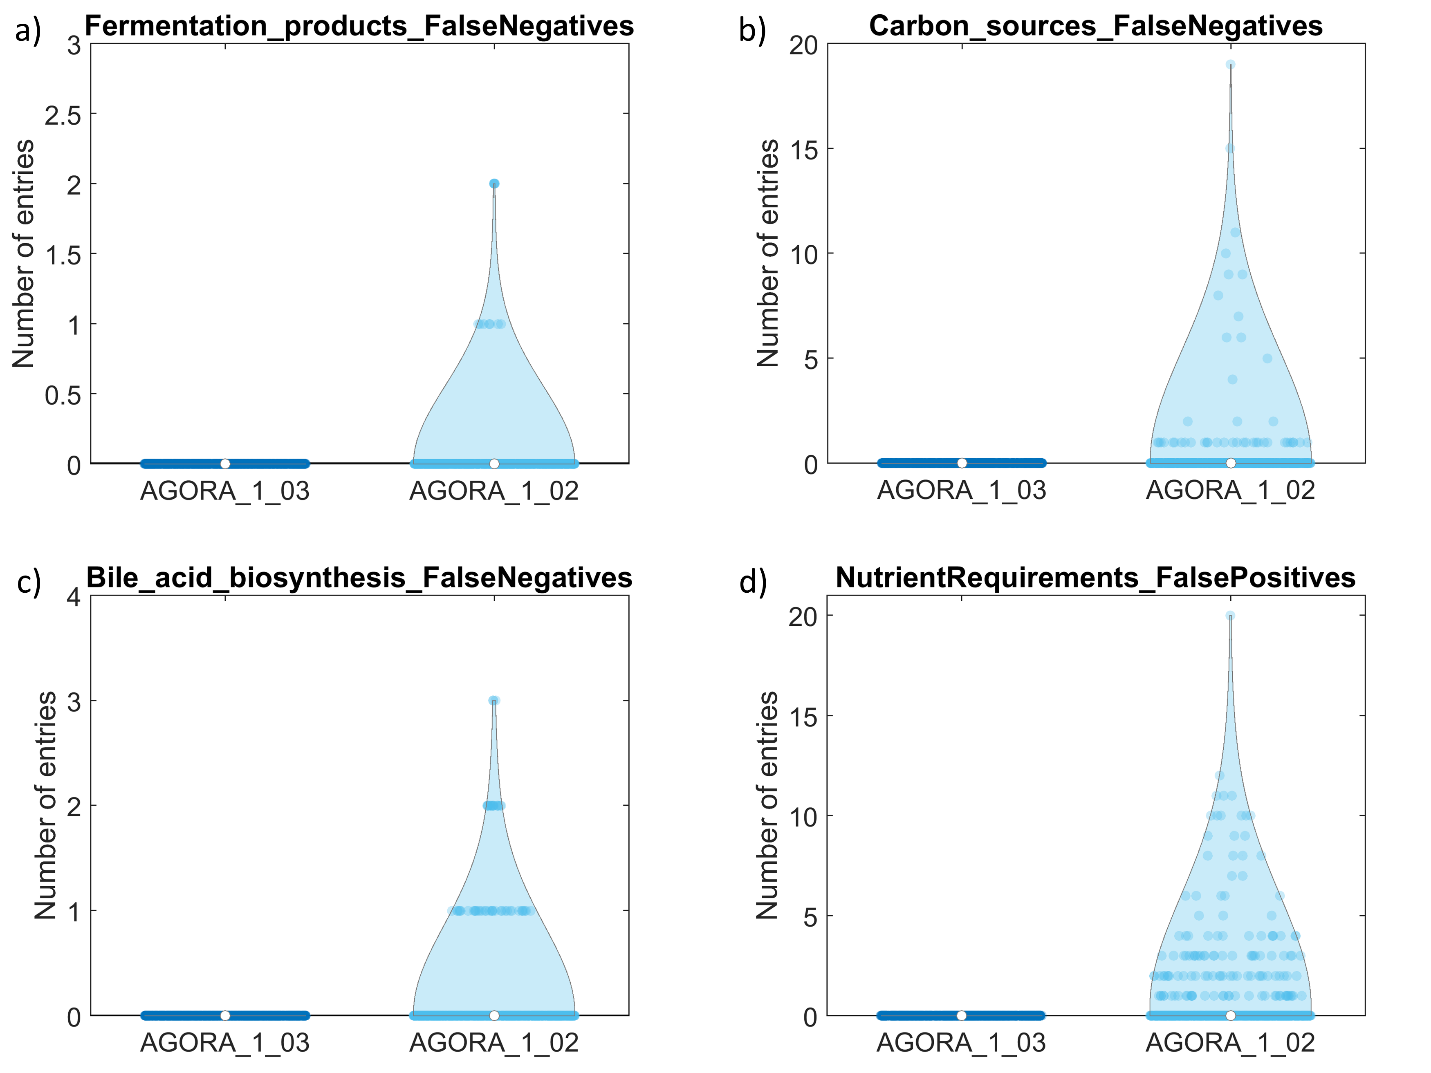 a) Fermentation_products_FalseNegatives
3
2.5
2
1.5
1
0.5
0
Number of entries
AGORA_1_03 AGORA_1_02
b) Carbon_sources_FalseNegatives
20
15
10
5
0
Number of entries
AGORA_1_03 AGORA_1_02
c) Bile_acid_biosynthesis_FalseNegatives
4
3
2
1
0
Number of entries
AGORA_1_03 AGORA_1_02
d) NutrientRequirements_FalsePositives
20
15
10
5
0
Number of entries
AGORA_1_03 AGORA_1_02